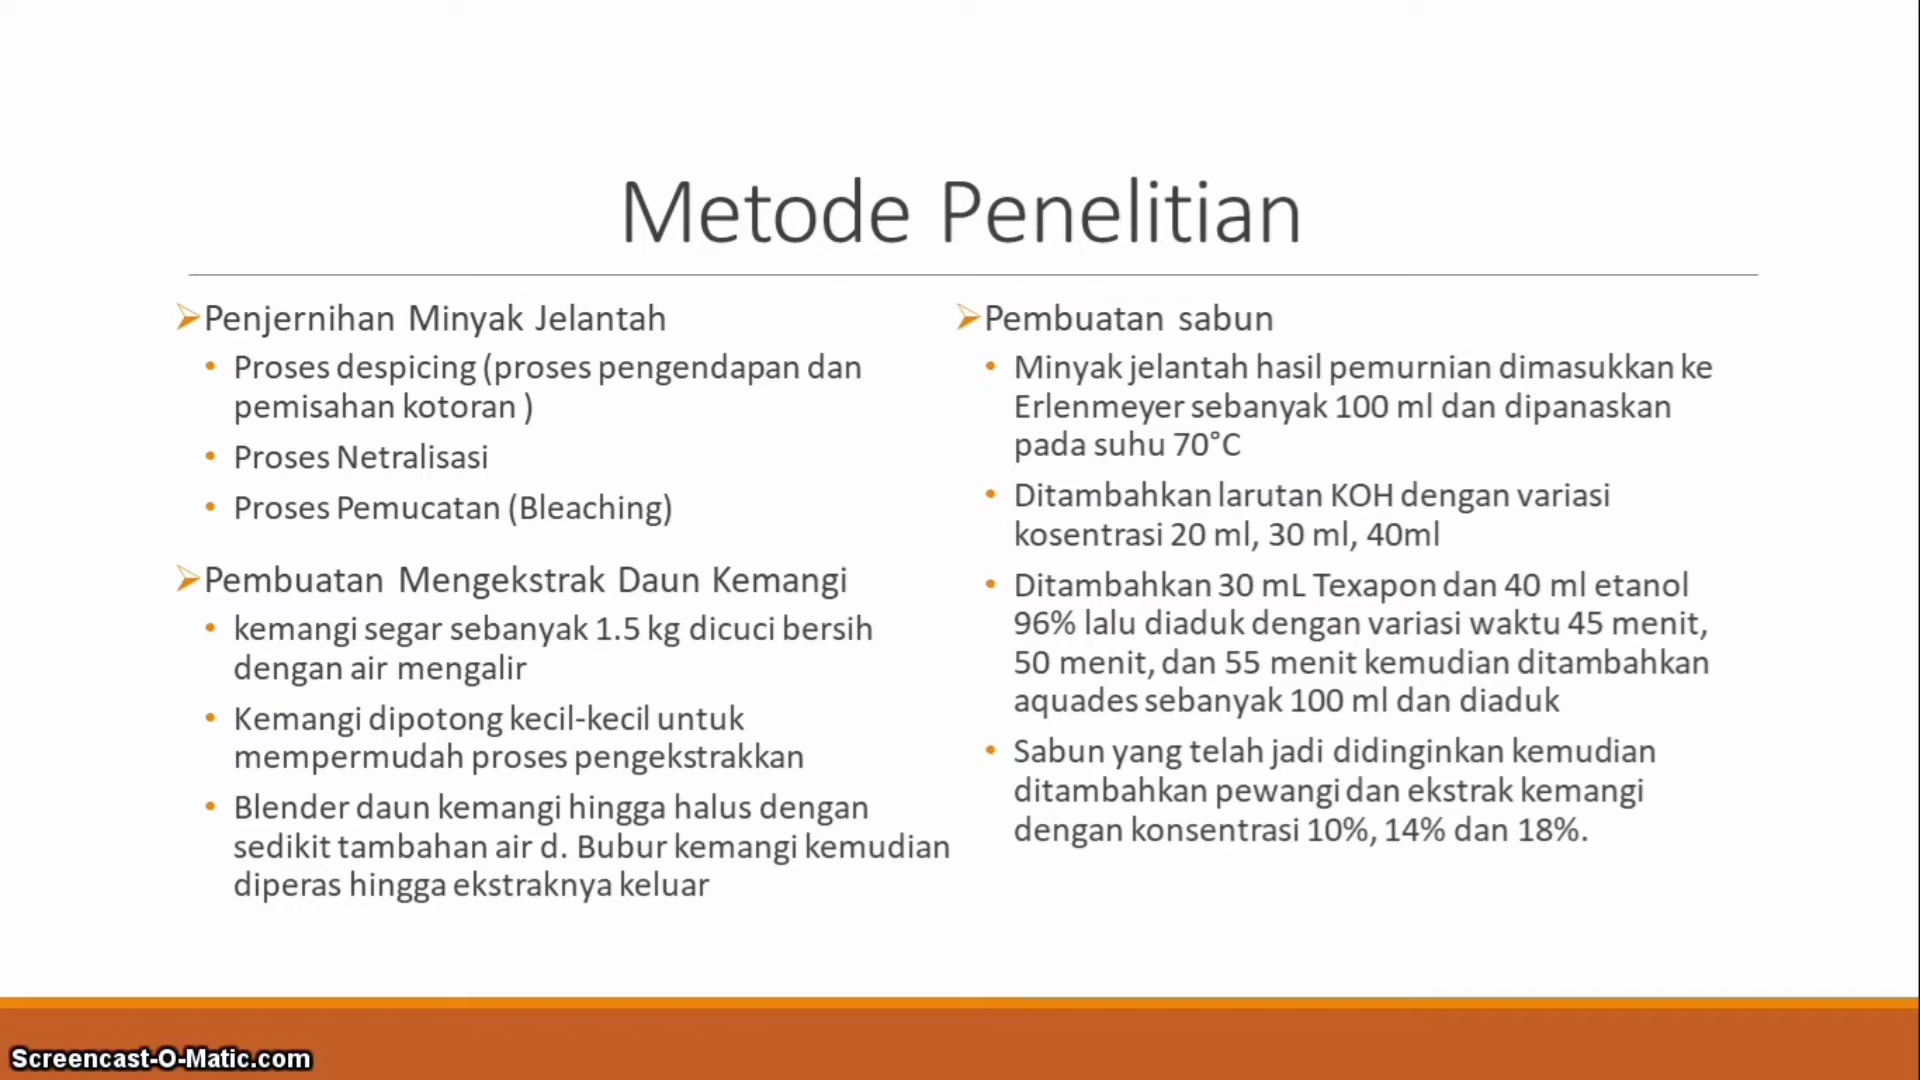 Metode Penelitian
Penjernihan Minyak Jelantah
• Proses despicing (proses pengendapan dan
pemisahan kotoran )
• Proses Netralisasi
• Proses Pemucatan (Bleaching)
Pembuatan Mengekstrak Daun Kemangi
• kemangi segar sebanyak 1.5 kg dicuci bersih
dengan air mengalir
• Kemangi dipotong kecil-kecil untuk
mempermudah proses pengekstrakkan
• Blender daun kemangi hingga halus dengan
sedikit tambahan air d. Bubur kemangi kemudian
diperas hingga ekstraknya keluar
Pembuatan sabun
• Minyak jelantah hasil pemurnian dimasukkan ke
Erlenmeyer sebanyak 100 ml dan dipanaskan
pada suhu 70°C
• Ditambahkan larutan KOH dengan variasi
kosentrasi 20 ml, 30 ml, 40ml
• Ditambahkan 30 mL Texapon dan 40 ml etanol
96% lalu diaduk dengan variasi waktu 45 menit,
50 menit, dan 55 menit kemudian ditambahkan
aquades sebanyak 100 ml dan diaduk
• Sabun yang telah jadi didinginkan kemudian
ditambahkan pewangi dan ekstrak kemangi
dengan konsentrasi 10%, 14% dan 18%.
Screencast-O-Matic.com